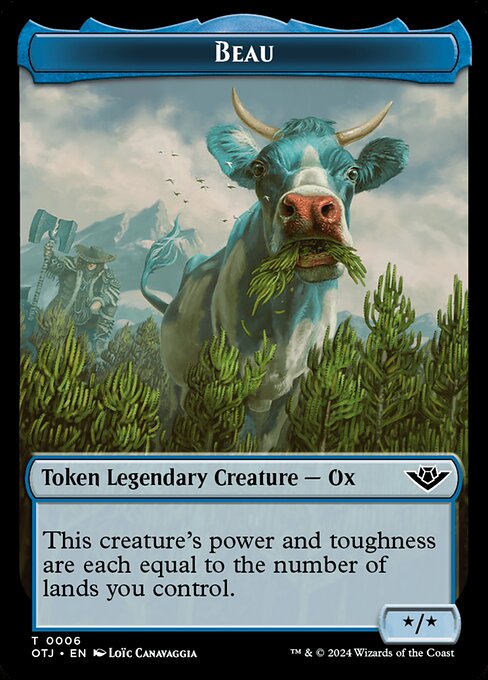 Beau
Token Legendary Creature — Ox
This creature's power and toughness
are each equal to the number of
lands you control.
*/*
T 0006
OTJ • EN Loïc Canavaggia
™ & © 2024 Wizards of the Coast